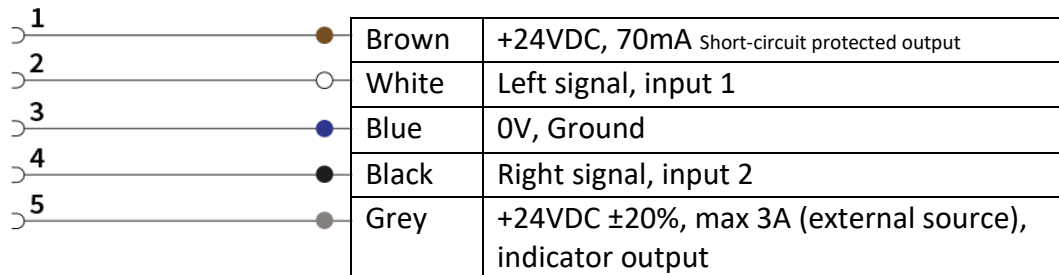 1 Brown +24VDC, 70mA Short-circuit protected output
2 White Left signal, input 1
3 Blue 0V, Ground
4 Black Right signal, input 2
5 Grey +24VDC ±20%, max 3A (external source),
indicator output